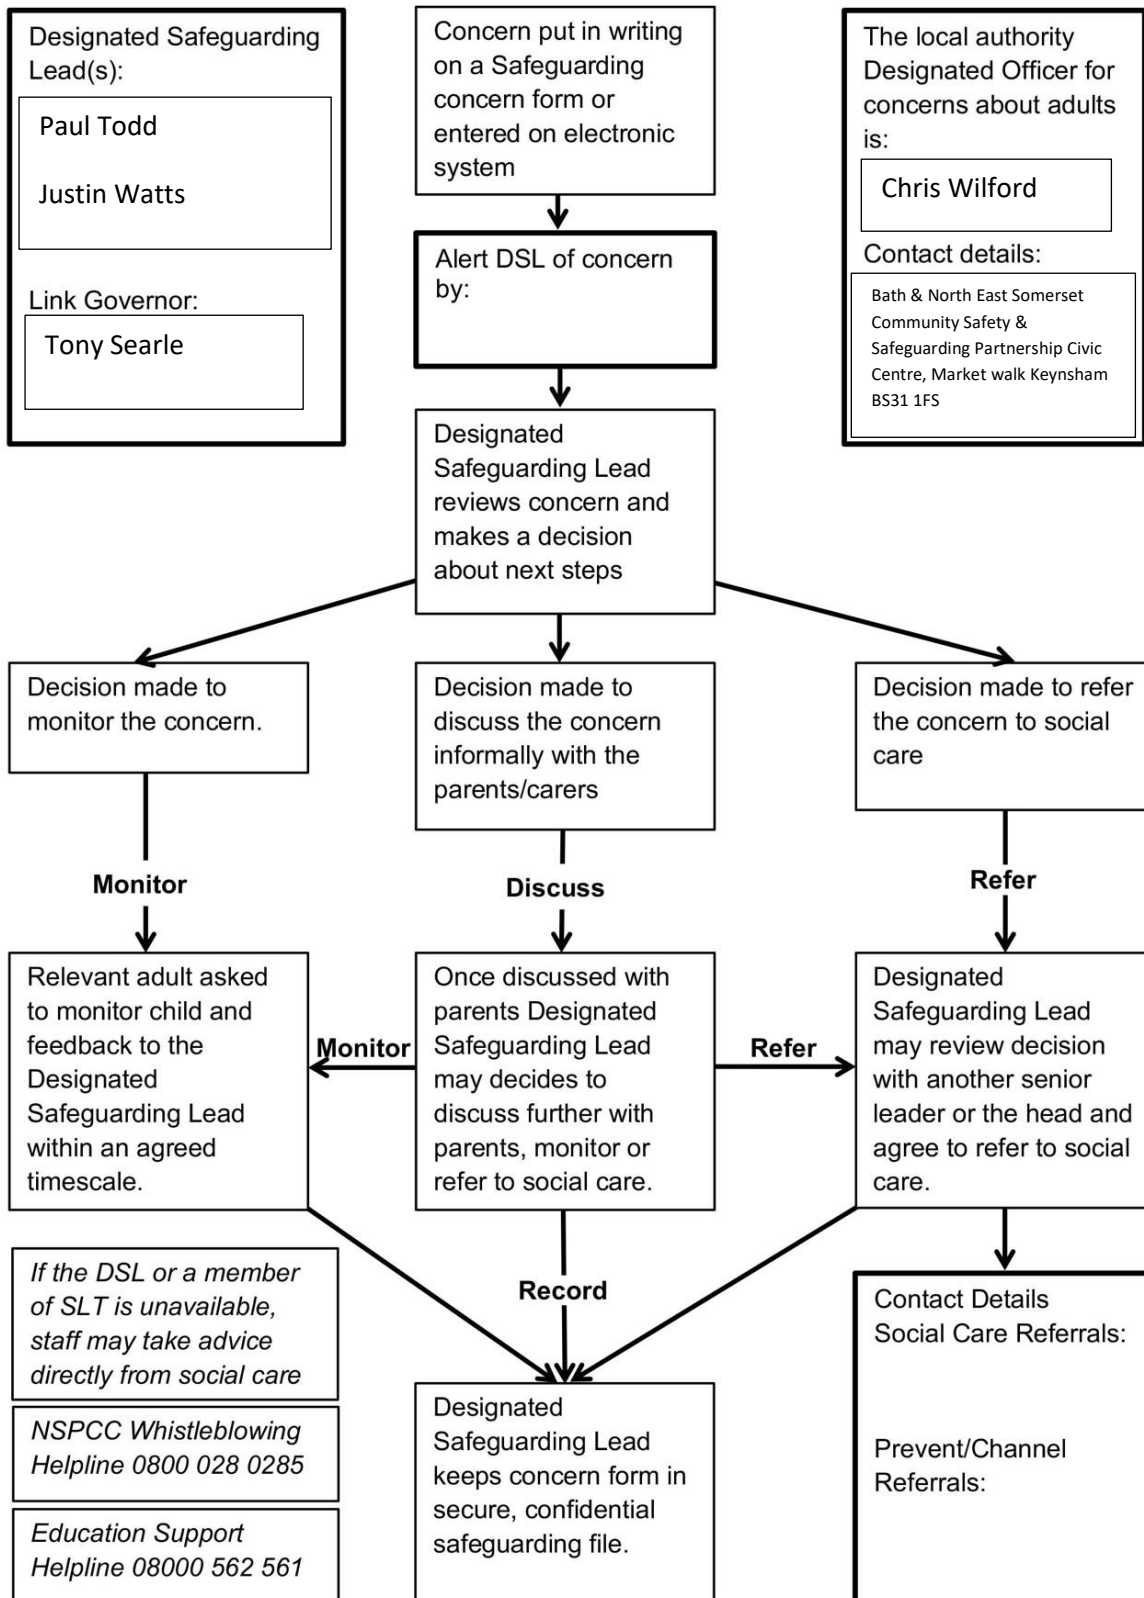 Designated Safeguarding
Lead(s):
Paul Todd
Justin Watts
Link Governor:
Tony Searle
Concern put in writing
on a Safeguarding
concern form or
entered on electronic
system
The local authority
Designated Officer for
concerns about adults
is:
Chris Wilford
Contact details:
Bath & North East Somerset
Community Safety &
Safeguarding Partnership Civic
Centre, Market walk Keynsham
BS31 1FS
Alert DSL of concern
by:
Designated
Safeguarding Lead
reviews concern and
makes a decision
about next steps
Decision made to
monitor the concern.
Decision made to
discuss the concern
informally with the
parents/carers
Decision made to refer
the concern to social
care
Monitor
Discuss
Refer
Relevant adult asked
to monitor child and
feedback to the
Designated
Safeguarding Lead
within an agreed
timescale.
Monitor
Once discussed with
parents Designated
Safeguarding Lead
may decides to
discuss further with
parents, monitor or
refer to social care.
Refer
Designated
Safeguarding Lead
may review decision
with another senior
leader or the head and
agree to refer to social
care.
If the DSL or a member
of SLT is unavailable,
staff may take advice
directly from social care
NSPCC Whistleblowing
Helpline 0800 028 0285
Education Support
Helpline 08000 562 561
Record
Designated
Safeguarding Lead
keeps concern form in
secure, confidential
safeguarding file.
Contact Details
Social Care Referrals:
Prevent/Channel
Referrals: